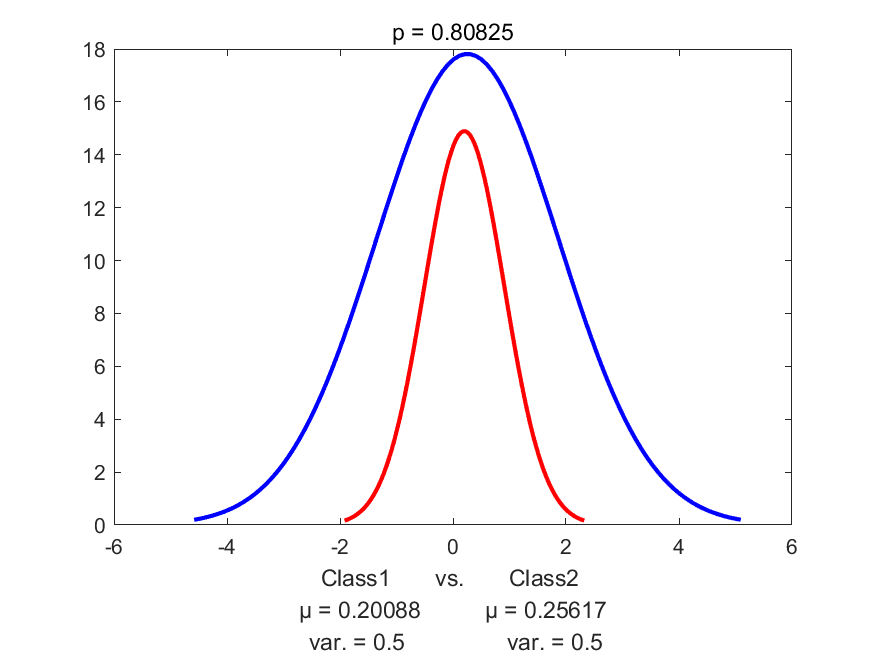 p = 0.80825
18
16
14
12
10
8
6
4
2
0
-6 -4 -2 0 2 4 6
Class1 vs. Class2
μ = 0.20088 μ = 0.25617
var. = 0.5 var. = 0.5